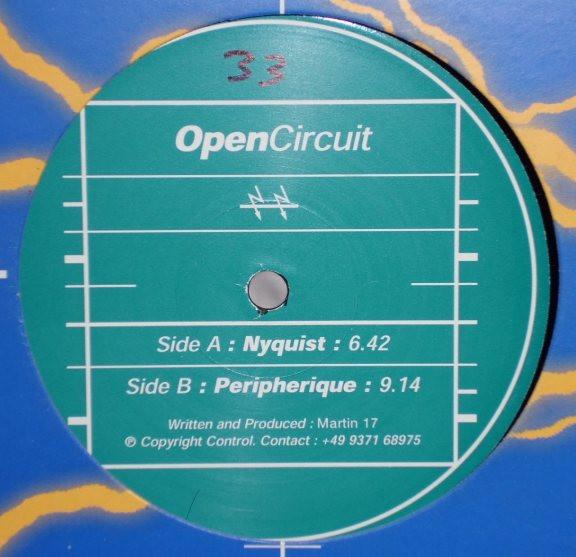 33
OpenCircuit
Side A : Nyquist : 6.42
Side B : Peripherique : 9.14
Written and Produced : Martin 17
℗ Copyright Control. Contact : +49 9371 68975